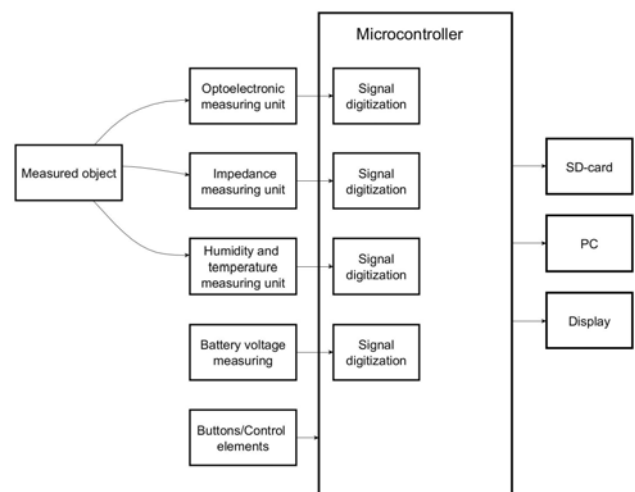 Microcontroller
Optoelectronic
measuring unit
Signal
digitization
Measured object
Impedance
measuring unit
Signal
digitization
SD-card
Humidity and
temperature
measuring unit
Signal
digitization
PC
Battery voltage
measuring
Signal
digitization
Display
Buttons/Control
elements